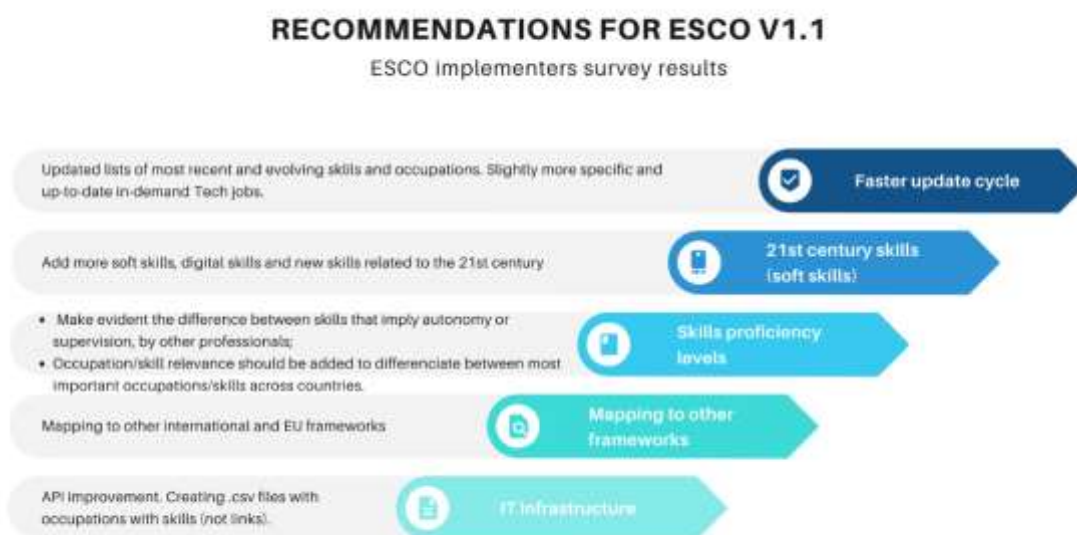 RECOMMENDATIONS FOR ESCO V1.1
ESCO implementers survey results
Updated lists of most recent and evolving skills and occupations. Slightly more specific and
up-to-date in-demand Tech jobs.
Faster update cycle
Add more soft skills, digital skills and new skills related to the 21st century
21st century skills
(soft skills)
• Make evident the difference between skills that imply autonomy or
supervision, by other professionals;
• Occupation/skill relevance should be added to differenciate between most
important occupations/skills across countries.
Skills proficiency
levels
Mapping to other international and EU frameworks
Mapping to other
frameworks
API improvement. Creating .csv files with
occupations with skills (not links).
IT Infrastructure